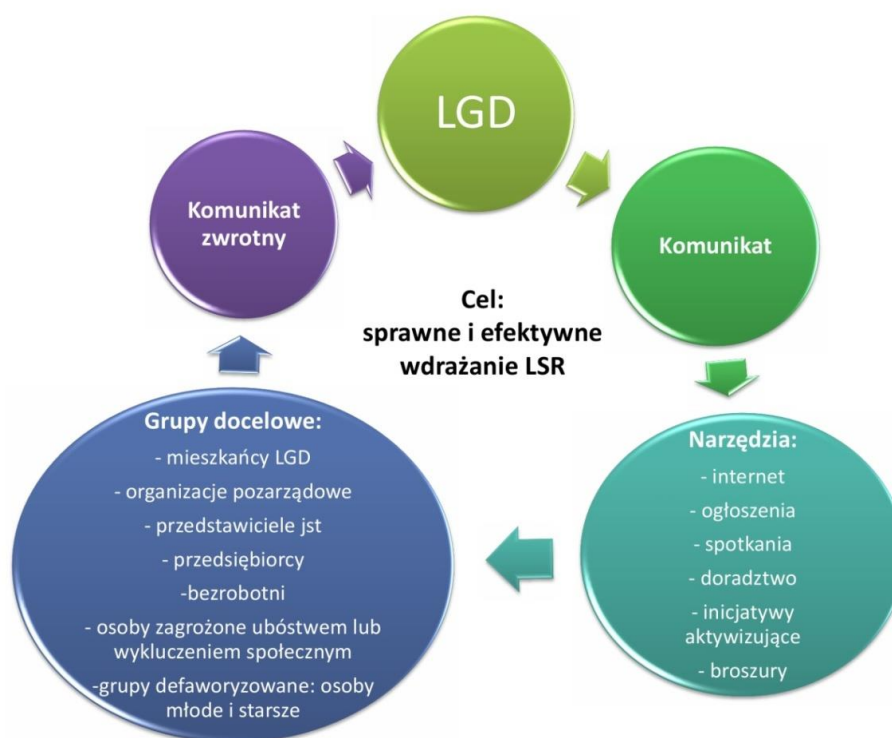 LGD
Komunikat
zwrotny
Komunikat
Cel:
sprawne i efektywne
wdrażanie LSR
Grupy docelowe:
- mieszkańcy LGD
- organizacje pozarządowe
- przedstawiciele jst
- przedsiębiorcy
-bezrobotni
- osoby zagrożone ubóstwem lub
wykluczeniem społecznym
-grupy defaworyzowane: osoby
młode i starsze
Narzędzia:
- internet
- ogłoszenia
- spotkania
- doradztwo
- inicjatywy
aktywizujące
- broszury